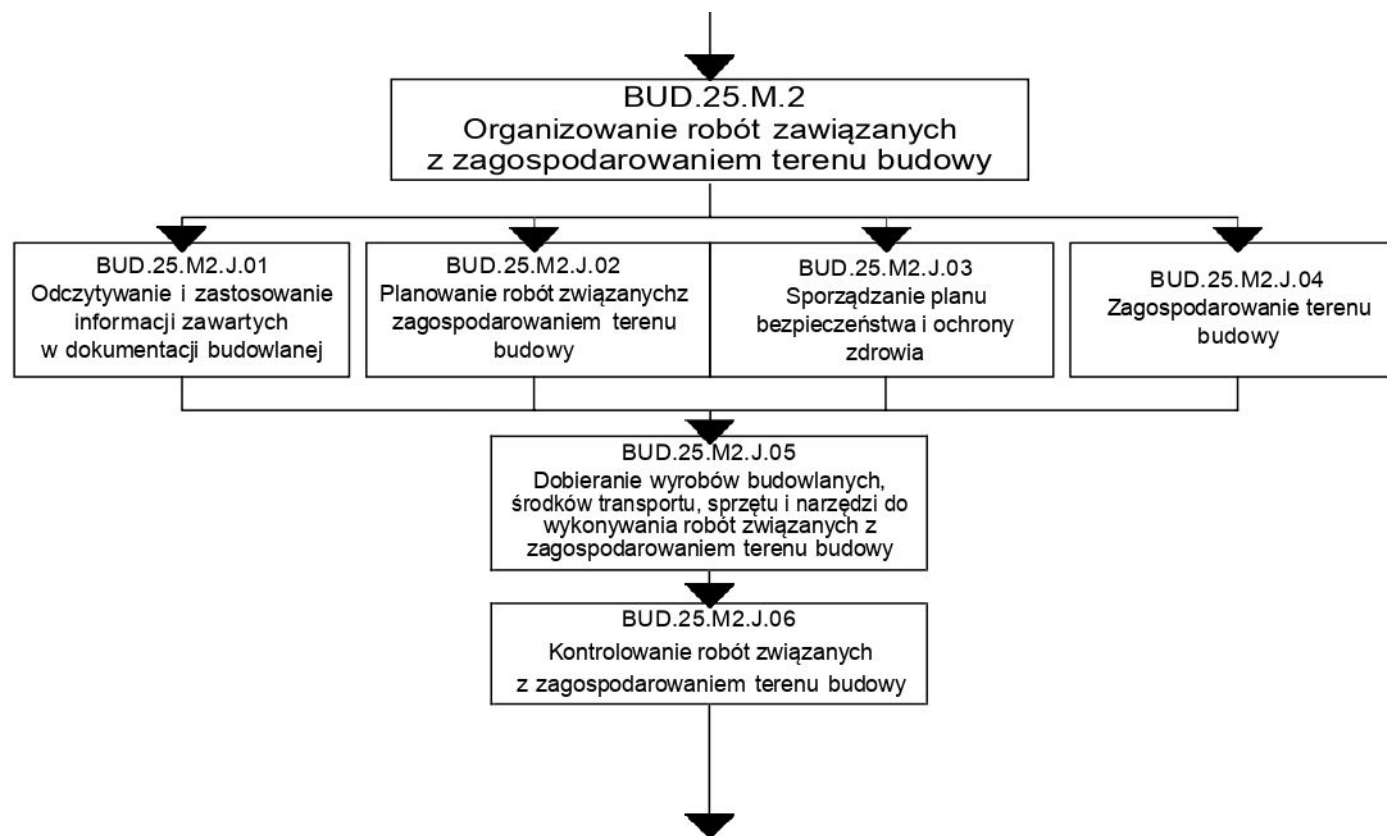 BUD.25.M.2
Organizowanie robót zawiązanych
z zagospodarowaniem terenu budowy
BUD.25.M2.J.01
Odczytywanie i zastosowanie
informacji zawartych
w dokumentacji budowlanej
BUD.25.M2.J.02
Planowanie robót związanychz
zagospodarowaniem terenu
budowy
BUD.25.M2.J.03
Sporządzanie planu
bezpieczeństwa i ochrony
zdrowia
BUD.25.M2.J.04
Zagospodarowanie terenu
budowy
BUD.25.M2.J.05
Dobieranie wyrobów budowlanych,
środków transportu, sprzętu i narzędzi do
wykonywania robót związanych z
zagospodarowaniem terenu budowy
BUD.25.M2.J.06
Kontrolowanie robót związanych
z zagospodarowaniem terenu budowy